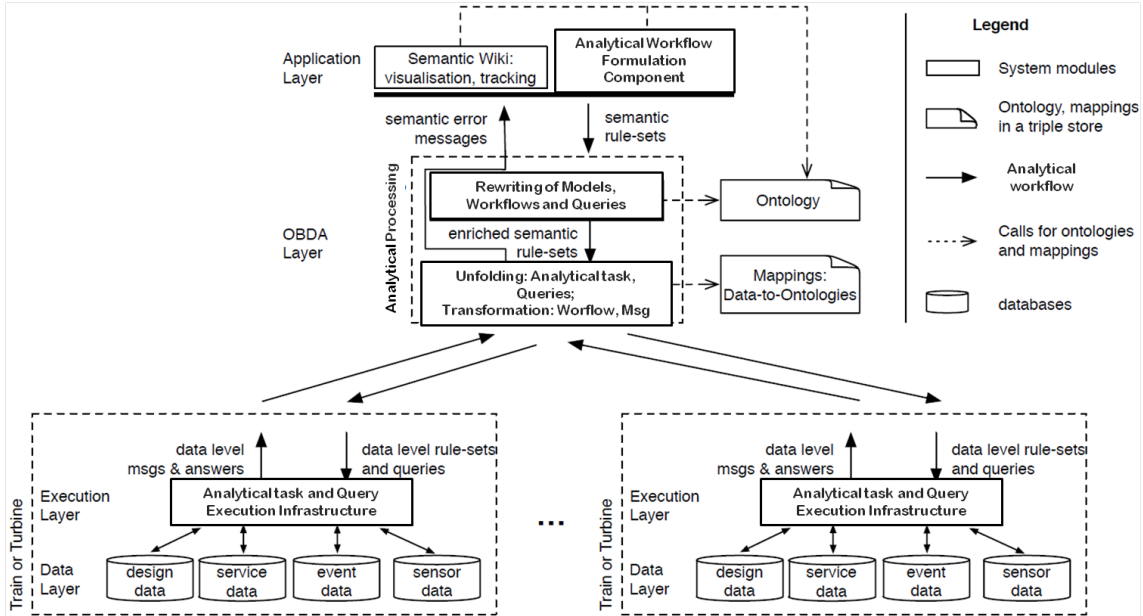 Application
Layer
Semantic Wiki:
visualisation, tracking
Analytical Workflow
Formulation
Component
semantic error
messages
semantic
rule-sets
OBDA
Layer
Analytical Processing
Rewriting of Models,
Workflows and Queries
Ontology
enriched semantic
rule-sets
Unfolding: Analytical task,
Queries;
Transformation: Worflow, Msg
Mappings:
Data-to-Ontologies
Legend
System modules
Ontology, mappings
in a triple store
Analytical
workflow
Calls for ontologies
and mappings
databases
Train or Turbine
data level
msgs & answers
data level rule-sets
and queries
Execution
Layer
Analytical task and Query
Execution Infrastructure
Data
Layer
design
data
service
data
event
data
sensor
data
...
Train or Turbine
data level
msgs & answers
data level rule-sets
and queries
Execution
Layer
Analytical task and Query
Execution Infrastructure
Data
Layer
design
data
service
data
event
data
sensor
data